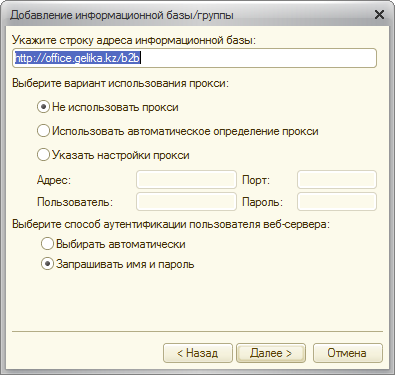 Добавление информационной базы/группы
Укажите строку адреса информационной базы:
http://office.gelika.kz/b2b
Выберите вариант использования прокси:
Не использовать прокси
Использовать автоматическое определение прокси
Указать настройки прокси
Адрес: Порт:
Пользователь: Пароль:
Выберите способ аутентификации пользователя веб-сервера:
Выбирать автоматически
Запрашивать имя и пароль
< Назад Далее > Отмена